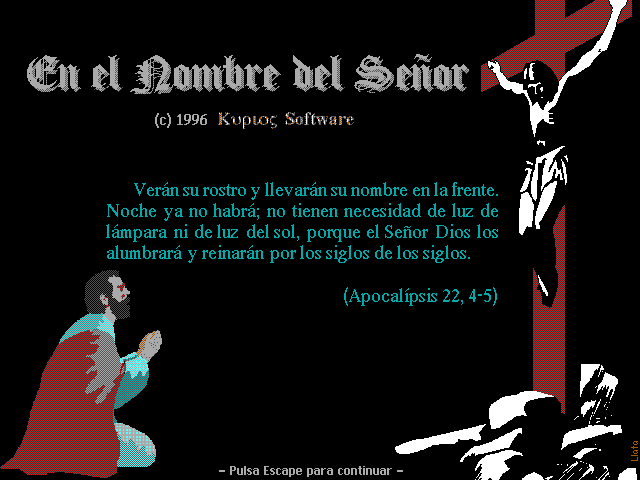 En el Nombre del Señor
(c) 1996 Κυριος Software
Verán su rostro y llevarán su nombre en la frente.
Noche ya no habrá; no tienen necesidad de luz de
lámpara ni de luz del sol, porque el Señor Dios los
alumbrará y reinarán por los siglos de los siglos.
(Apocalípsis 22, 4-5)
Llata
– Pulsa Escape para continuar –